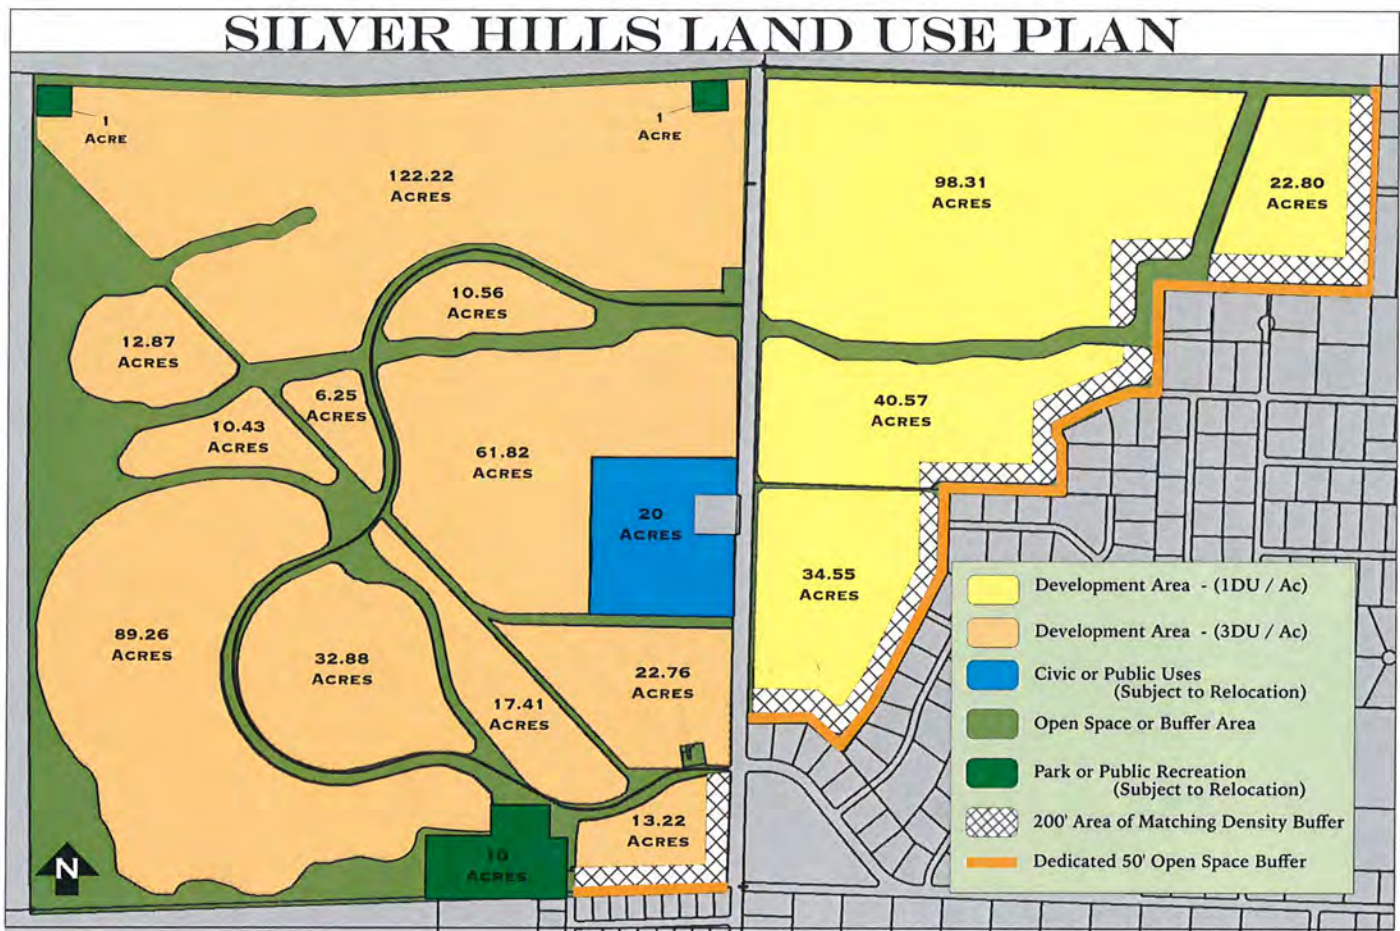 SILVER HILLS LAND USE PLAN
1
ACRE
1
ACRE
122.22
ACRES
98.31
ACRES
22.80
ACRES
10.56
ACRES
12.87
ACRES
6.25
ACRES
10.43
ACRES
61.82
ACRES
40.57
ACRES
20
ACRES
34.55
ACRES
89.26
ACRES
32.88
ACRES
17.41
ACRES
22.76
ACRES
13.22
ACRES
10
ACRES
N
Development Area - (1DU / Ac)
Development Area - (3DU / Ac)
Civic or Public Uses
(Subject to Relocation)
Open Space or Buffer Area
Park or Public Recreation
(Subject to Relocation)
200' Area of Matching Density Buffer
Dedicated 50' Open Space Buffer